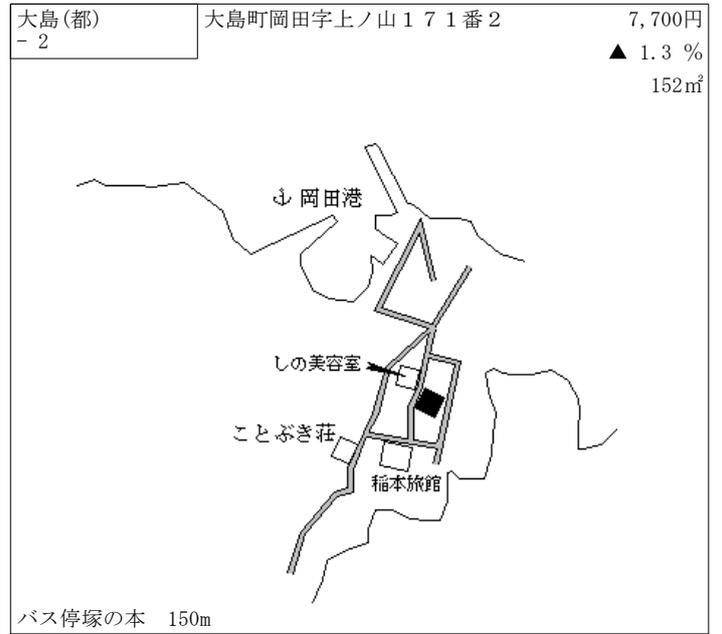 大島(都)
- 2
大島町岡田字上ノ山171番2
7,700円
▲ 1.3 %
152㎡
岡田港
しの美容室
ことぶき荘
稲本旅館
バス停塚の本 150m